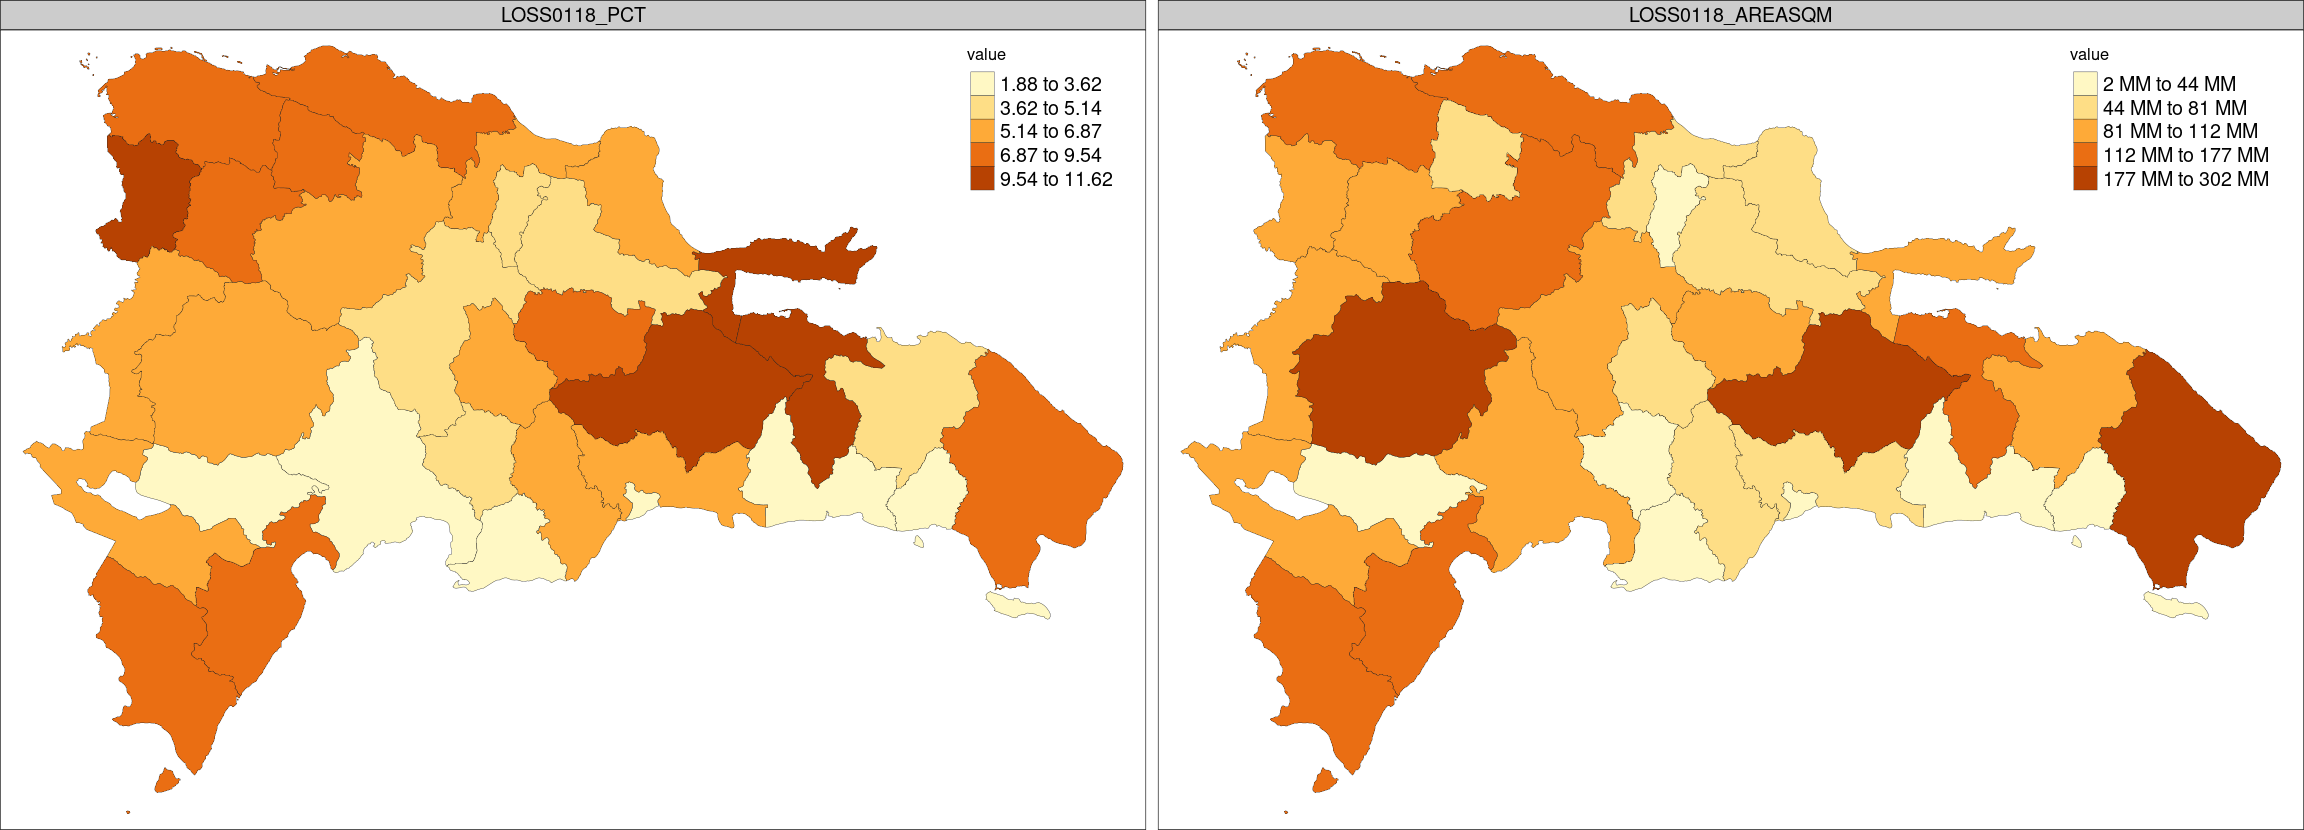 LOSS0118_PCT
value
1.88 to 3.62
3.62 to 5.14
5.14 to 6.87
6.87 to 9.54
9.54 to 11.62
LOSS0118_AREASQM
value
2 MM to 44 MM
44 MM to 81 MM
81 MM to 112 MM
112 MM to 177 MM
177 MM to 302 MM